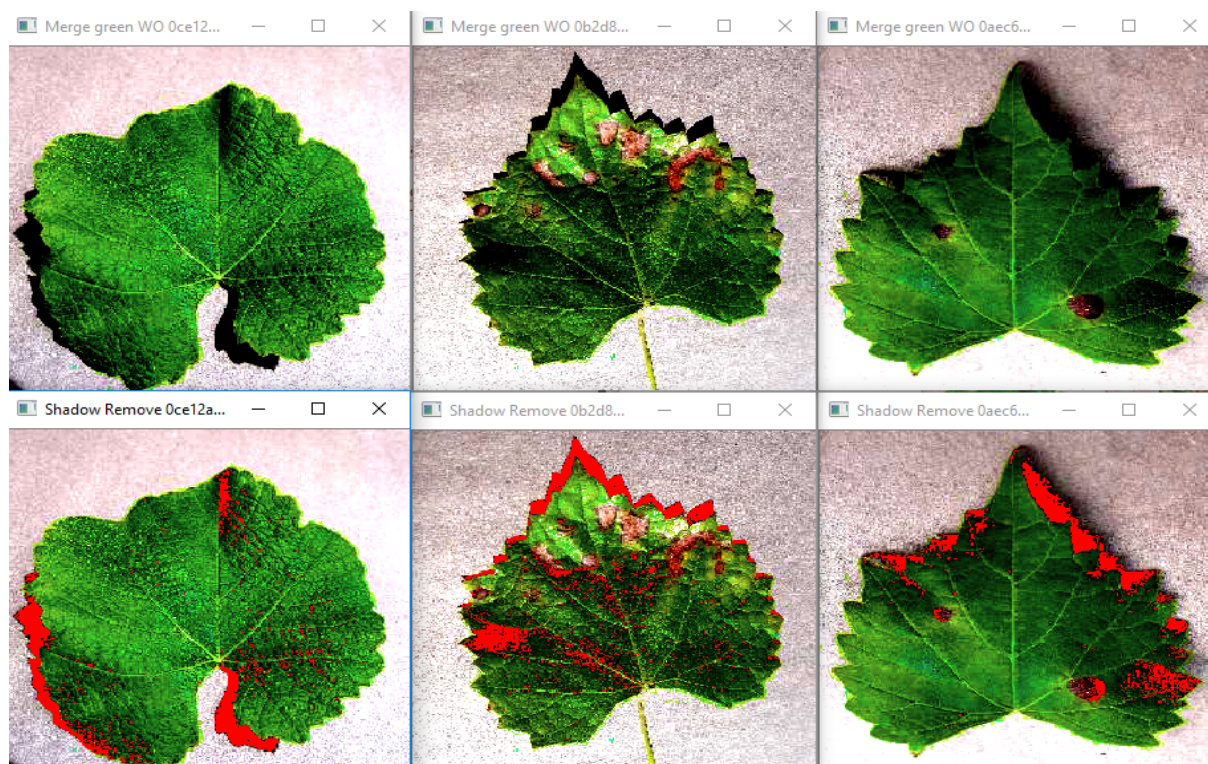 Merge green WO 0ce12...
Merge green WO 0b2d8...
Merge green WO 0aec6...
Shadow Remove 0ce12a...
Shadow Remove 0b2d8...
Shadow Remove 0aec6...